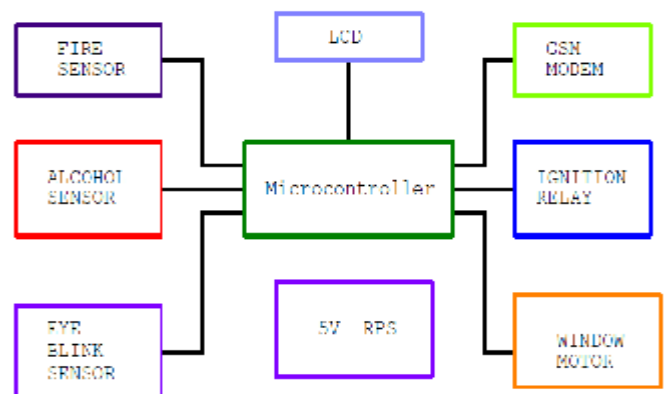 FIRE
SENSOR
LCD
GSM
MODEM
ALCOHOL
SENSOR
Microcontroller
IGNITION
RELAY
EYE
BLINK
SENSOR
5V RPS
WINDOW
MOTOR